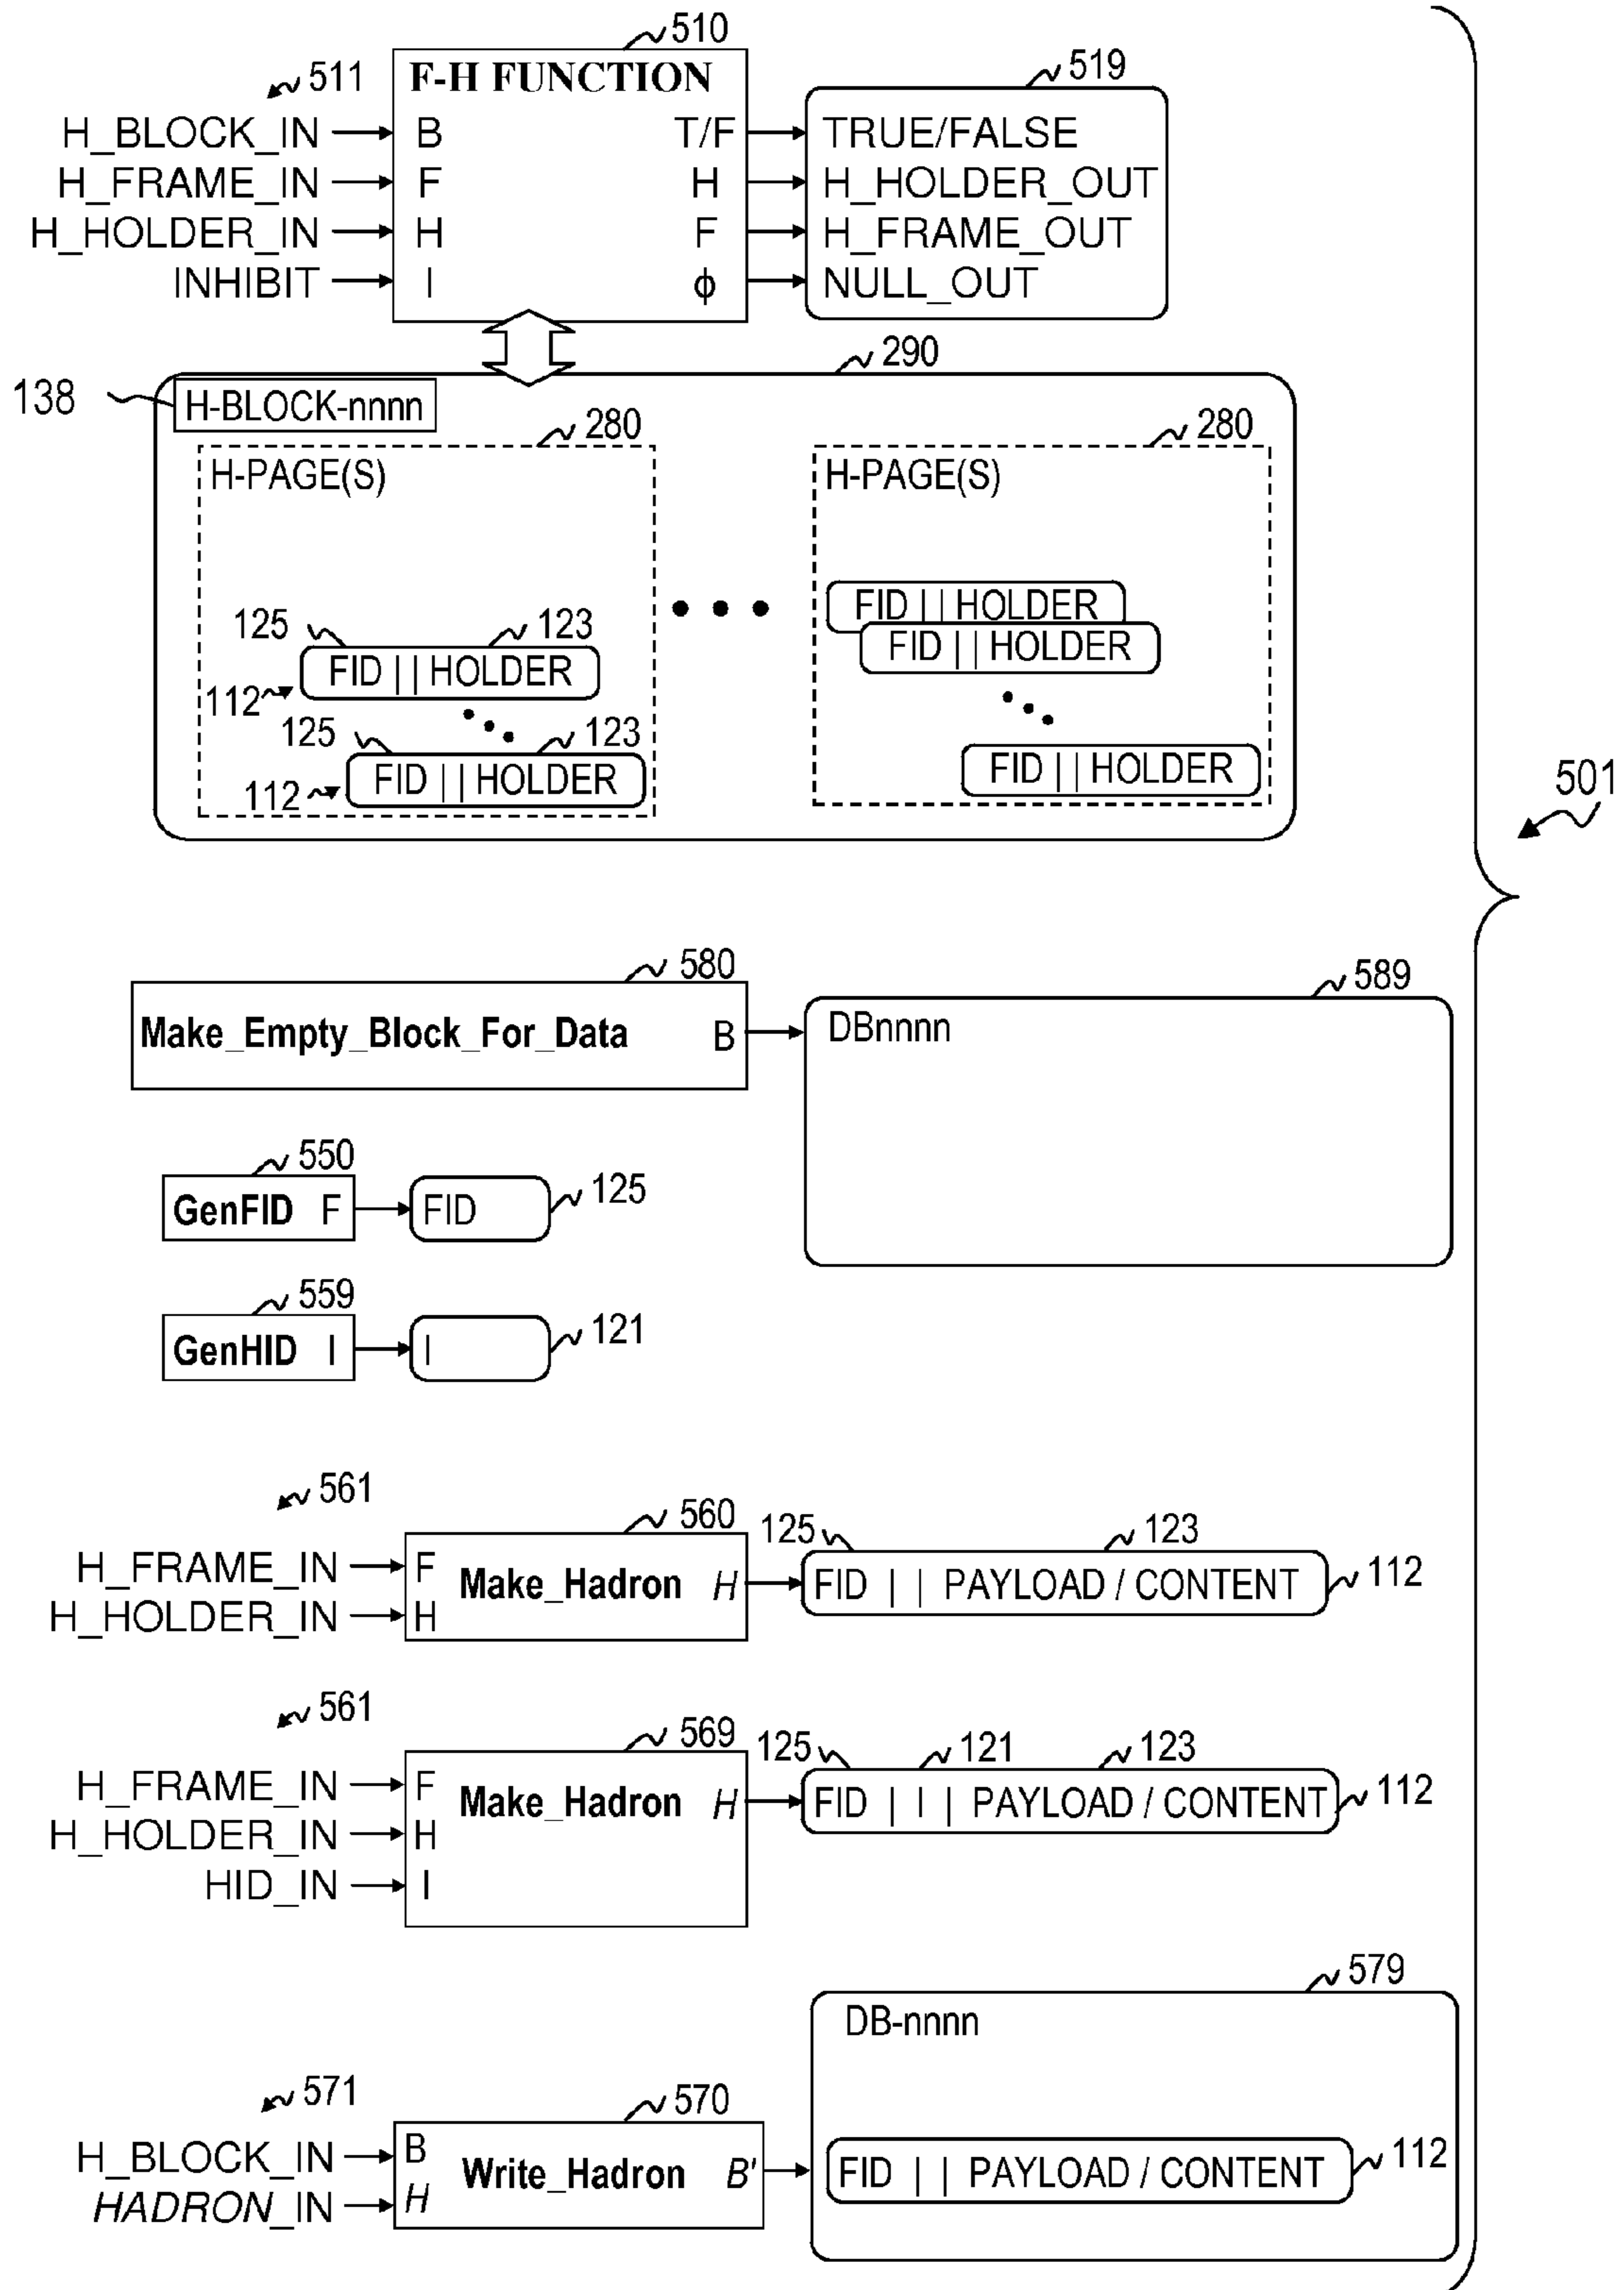 510
511
F-H FUNCTION
519
H_BLOCK_IN B T/F TRUE/FALSE
H_FRAME_IN F H H_HOLDER_OUT
H_HOLDER_IN H F H_FRAME_OUT
INHIBIT I ϕ NULL_OUT
290
138 H-BLOCK-nnnn
280 280
H-PAGE(S) H-PAGE(S)
FID | | HOLDER
125 123 FID | | HOLDER
FID | | HOLDER
112
125 123
FID | | HOLDER FID | | HOLDER
112
501
580 589
Make_Empty_Block_For_Data B DBnnnn
550
GenFID F FID 125
559
GenHID I I 121
561
560 125 123
H_FRAME_IN F Make_Hadron H FID | | PAYLOAD / CONTENT 112
H_HOLDER_IN H
561
569 125 121 123
H_FRAME_IN F Make_Hadron H FID | I | PAYLOAD / CONTENT 112
H_HOLDER_IN H
HID_IN I
579
DB-nnnn
571 570
H_BLOCK_IN B Write_Hadron B' FID | | PAYLOAD / CONTENT 112
HADRON_IN H